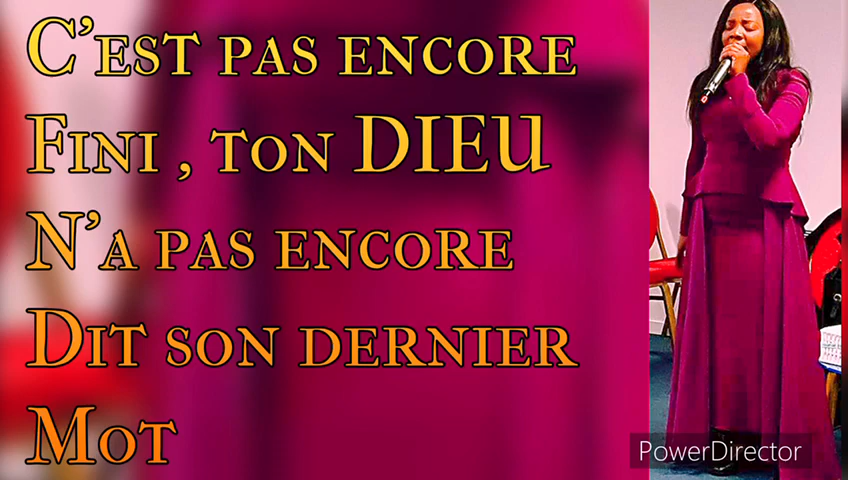 C'est pas encore
Fini , ton DIEU
N'a pas encore
Dit son dernier
Mot
PowerDirector